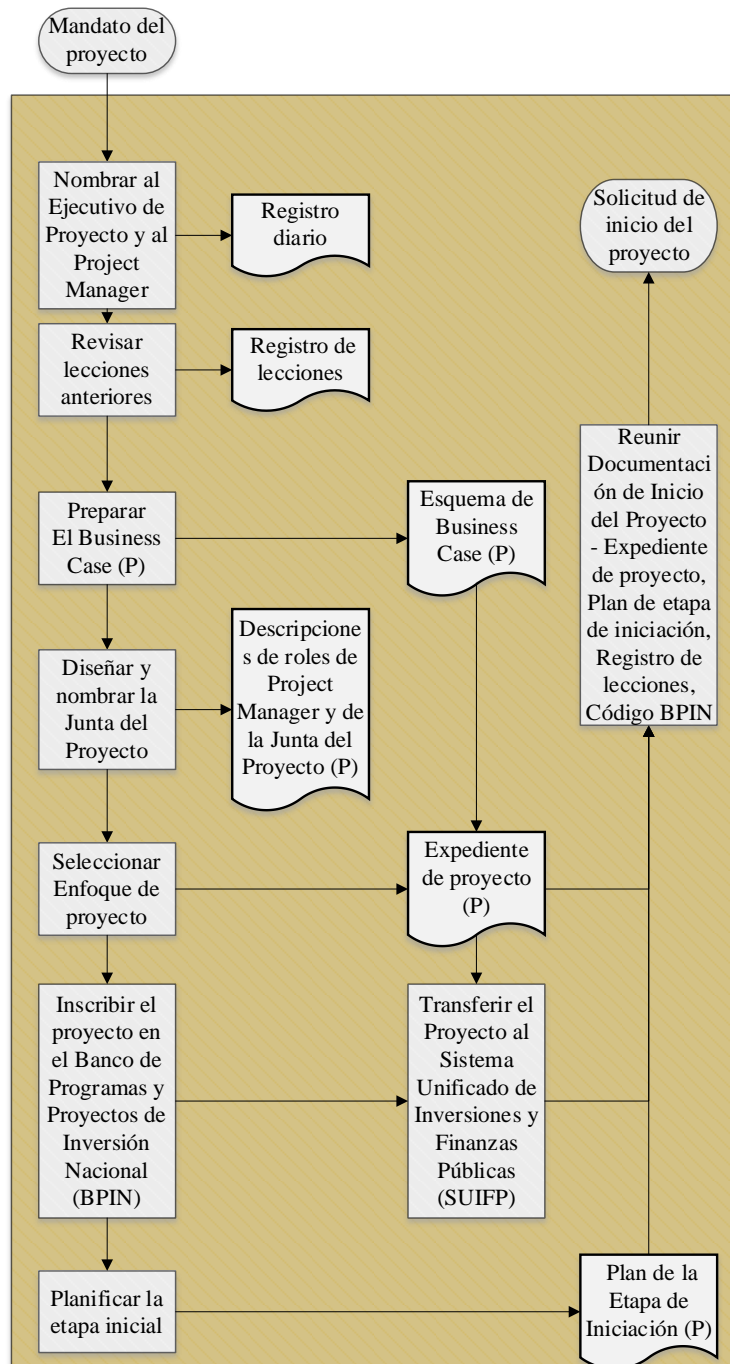 Mandato del
proyecto
Nombrar al
Ejecutivo de
Proyecto y al
Project
Manager
Registro
diario
Solicitud de
inicio del
proyecto
Revisar
lecciones
anteriores
Registro de
lecciones
Reunir
Documentaci
ón de Inicio
del Proyecto
- Expediente
de proyecto,
Plan de etapa
de iniciación,
Registro de
lecciones,
Código BPIN
Preparar
El Business
Case (P)
Esquema de
Business
Case (P)
Diseñar y
nombrar la
Junta del
Proyecto
Descripcione
s de roles de
Project
Manager y de
la Junta del
Proyecto (P)
Seleccionar
Enfoque de
proyecto
Expediente
de proyecto
(P)
Inscribir el
proyecto en
el Banco de
Programas y
Proyectos de
Inversión
Nacional
(BPIN)
Transferir el
Proyecto al
Sistema
Unificado de
Inversiones y
Finanzas
Públicas
(SUIFP)
Planificar la
etapa inicial
Plan de la
Etapa de
Iniciación (P)